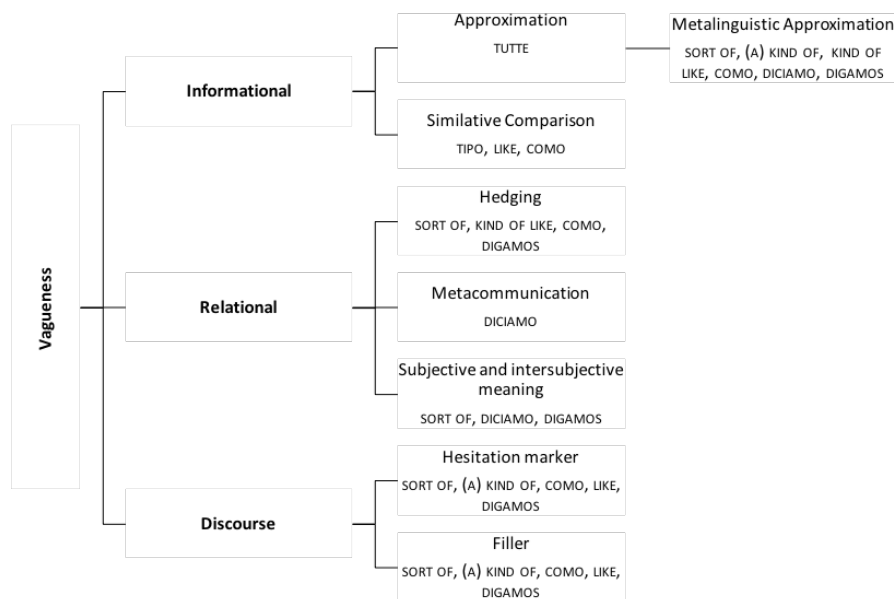 Vagueness
Informational
Approximation
TUTTE
Metalinguistic Approximation
SORT OF, (A) KIND OF, KIND OF
LIKE, COMO, DICIAMO, DIGAMOS
Similative Comparison
TIPO, LIKE, COMO
Relational
Hedging
SORT OF, KIND OF LIKE, COMO,
DIGAMOS
Metacommunication
DICIAMO
Subjective and intersubjective
meaning
SORT OF, DICIAMO, DIGAMOS
Discourse
Hesitation marker
SORT OF, (A) KIND OF, COMO, LIKE,
DIGAMOS
Filler
SORT OF, (A) KIND OF, COMO, LIKE,
DIGAMOS